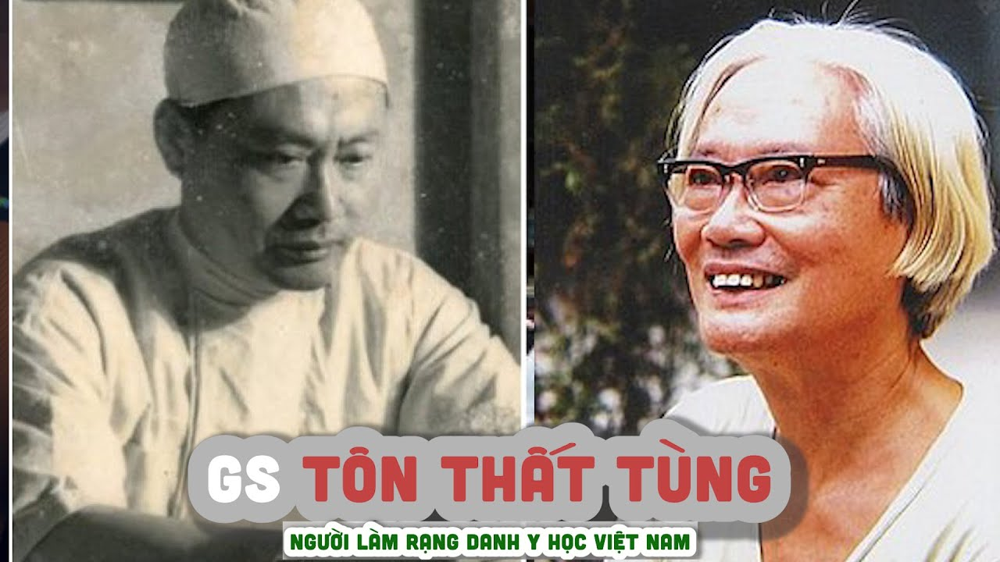 GS TÔN THẤT TÙNG
NGƯỜI LÀM RẠNG DANH Y HỌC VIỆT NAM